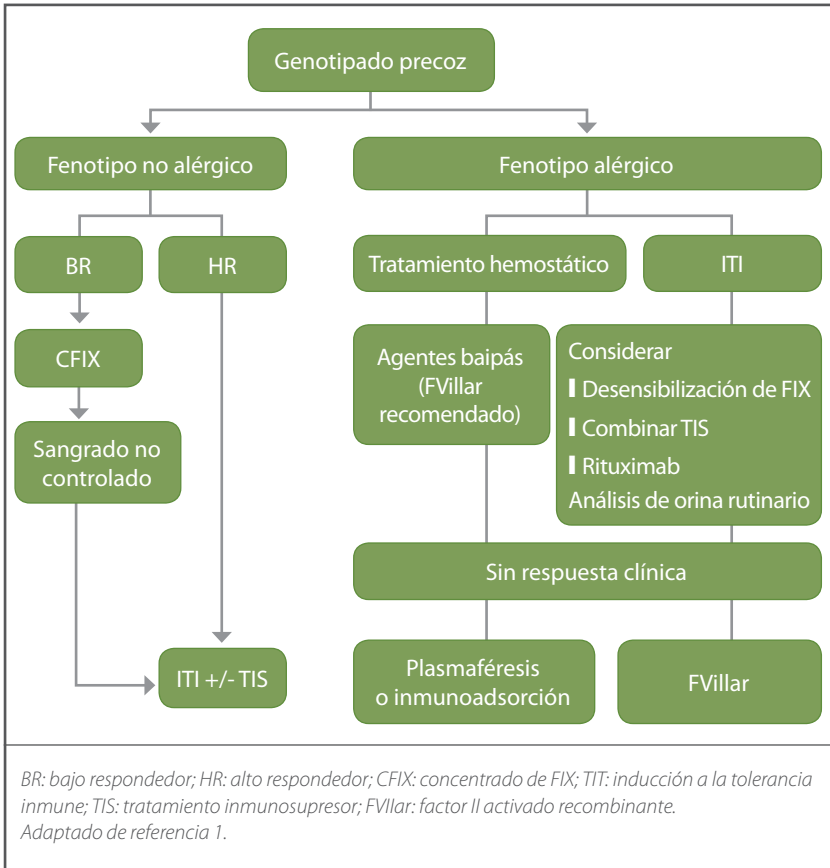 Genotipado precoz
Fenotipo no alérgico
Fenotipo alérgico
BR
HR
Tratamiento hemostático
ITI
CFIX
Agentes baipás
(FVillar
recomendado)
Considerar
❙ Desensibilización de FIX
❙ Combinar TIS
❙ Rituximab
Análisis de orina rutinario
Sangrado no
controlado
Sin respuesta clínica
ITI +/- TIS
Plasmaféresis
o inmunoadsorción
FVillar
BR: bajo respondedor; HR: alto respondedor; CFIX: concentrado de FIX; TIT: inducción a la tolerancia
inmune; TIS: tratamiento inmunosupresor; FVIIar: factor II activado recombinante.
Adaptado de referencia 1.